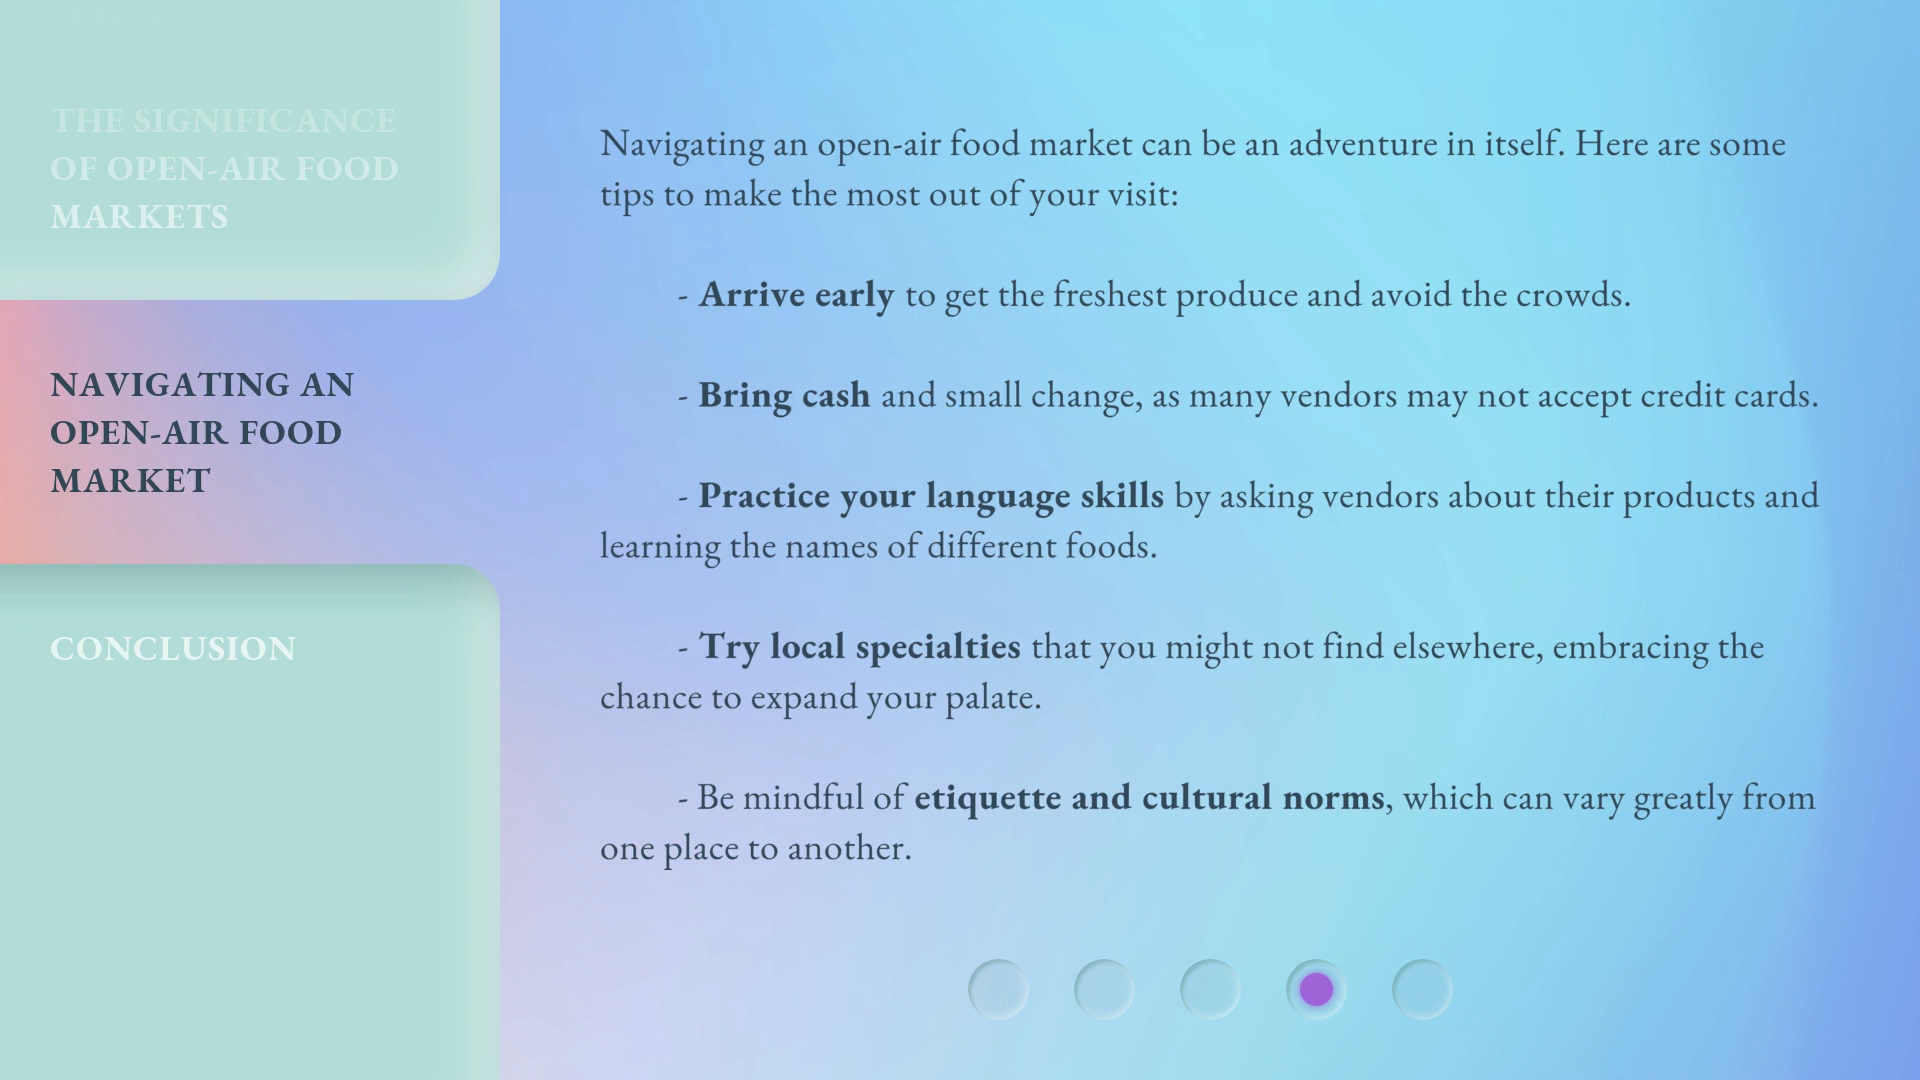 THE SIGNIFICANCE
OF OPEN-AIR FOOD
MARKETS
NAVIGATING AN
OPEN-AIR FOOD
MARKET
CONCLUSION
Navigating an open-air food market can be an adventure in itself. Here are some
tips to make the most out of your visit:
- Arrive early to get the freshest produce and avoid the crowds.
- Bring cash and small change, as many vendors may not accept credit cards.
- Practice your language skills by asking vendors about their products and
learning the names of different foods.
- Try local specialties that you might not find elsewhere, embracing the
chance to expand your palate.
- Be mindful of etiquette and cultural norms, which can vary greatly from
one place to another.